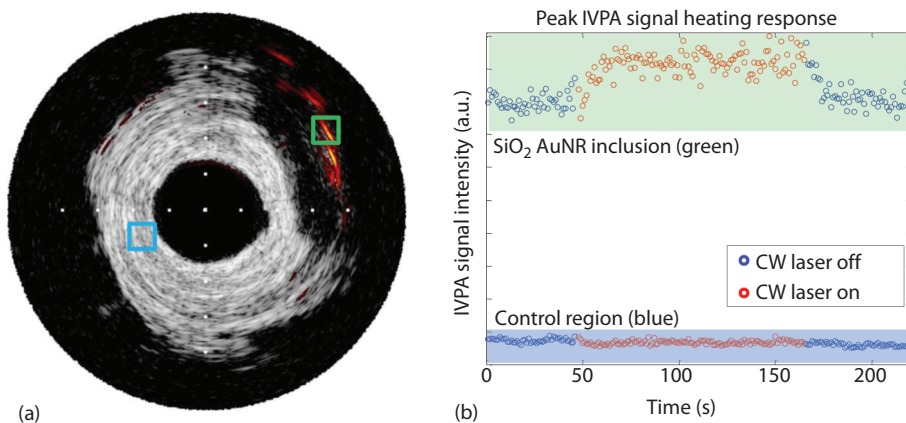 (a)
Peak IVPA signal heating response
IVPA signal intensity (a.u.)
SiO₂ AuNR inclusion (green)
CW laser off
CW laser on
Control region (blue)
0 50 100 150 200
Time (s)
(b)